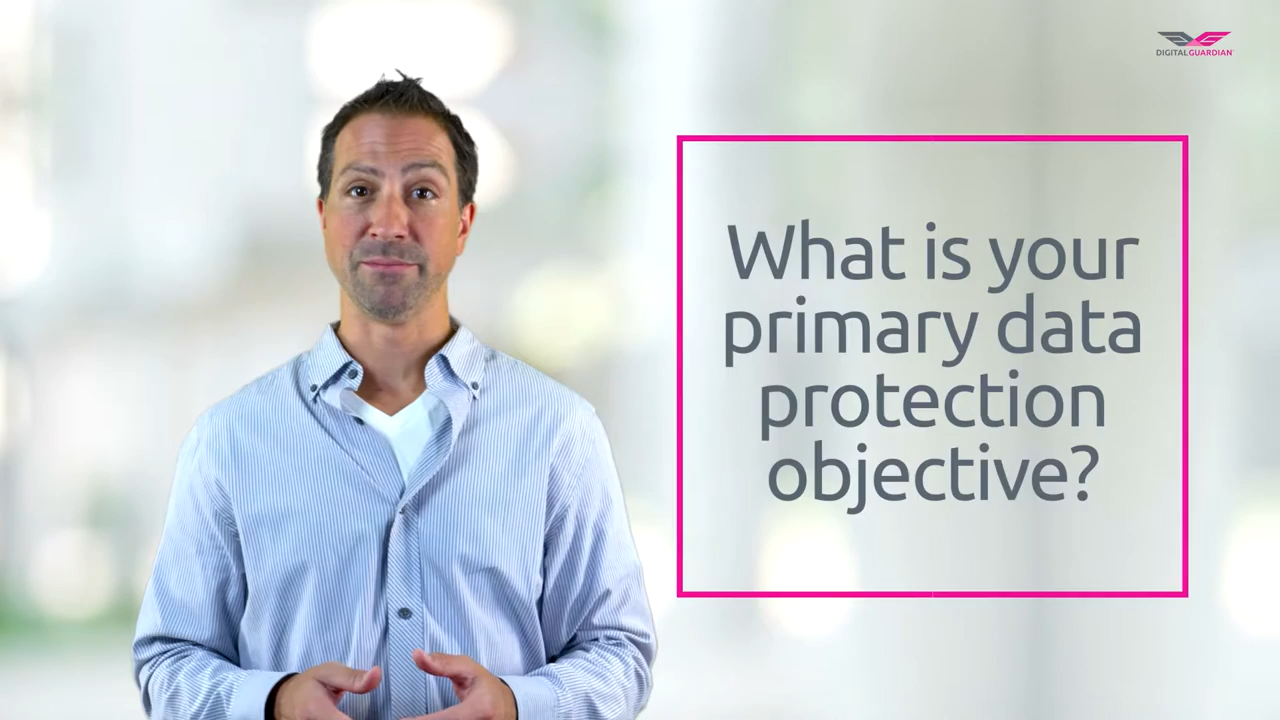 DIGITALGUARDIAN
What is your
primary data
protection
objective?